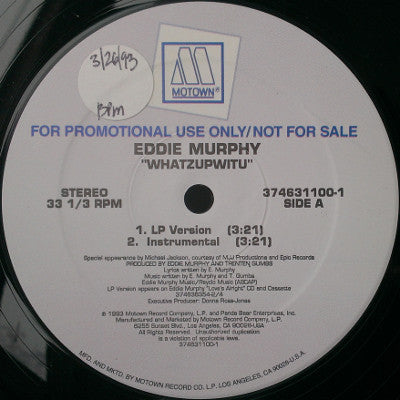 3/26/93
BPM
M
MOTOWN®
FOR PROMOTIONAL USE ONLY/NOT FOR SALE
EDDIE MURPHY
"WHATZUPWITU"
STEREO
33 1/3 RPM
374631100-1
SIDE A
1. LP Version (3:21)
2. Instrumental (3:21)
Special appearance by Michael Jackson, courtesy of MJJ Productions and Epic Records
PRODUCED BY EDDIE MURPHY AND TRENTEN GUMBS
Lyrics written by E. Murphy
Music written by E. Murphy and T. Gumbs
Eddie Murphy Music/Reydio Music (ASCAP)
LP Version appears on Eddie Murphy "Love's Alright" CD and Cassette
374636354-2/4
Executive Producer: Donna Ross-Jones
℗ 1993 Motown Record Company, L.P. and Panda Bear Enterprises, Inc.
Manufactured and Marketed by Motown Record Company, L.P.
6255 Sunset Blvd., Los Angeles, CA 90028-USA
All Rights Reserved. Unauthorized duplication
is a violation of applicable laws.
374631100-1
MFD. AND MKTD. BY MOTOWN RECORD CO. L.P. LOS ANGELES, CA 90028-U.S.A.